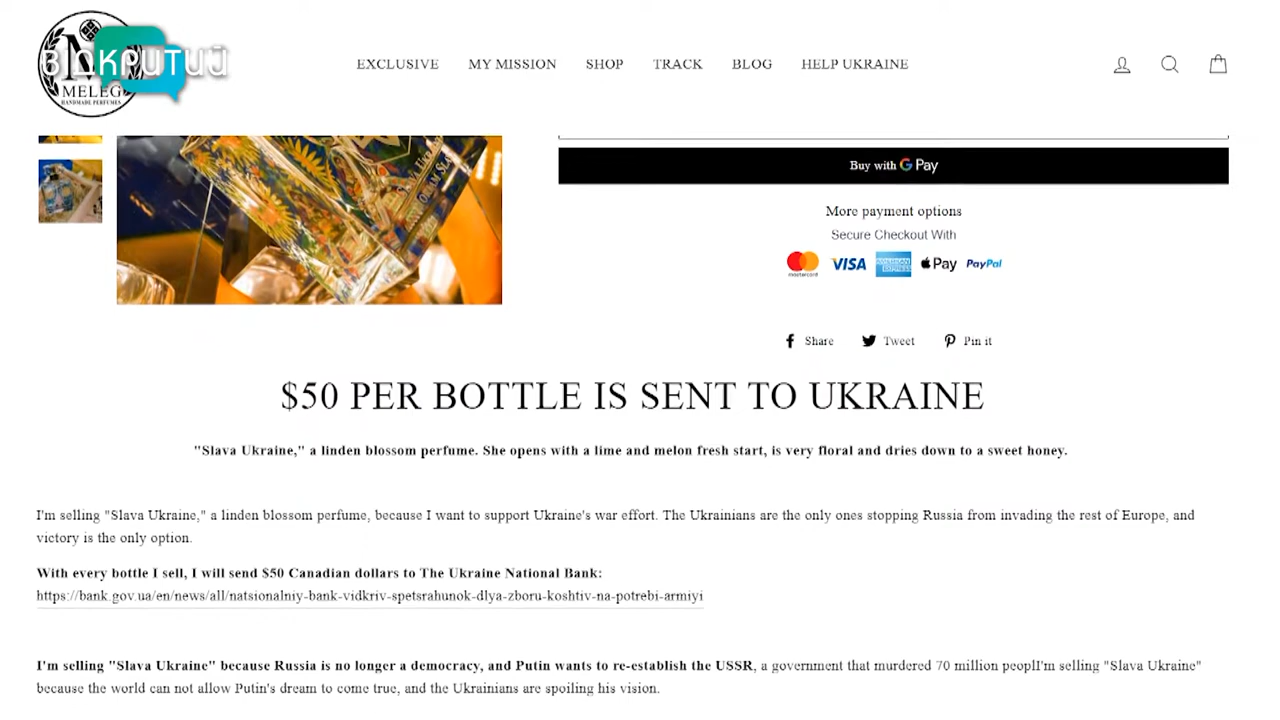 ВІДКРИТИЙ
MELEG
HANDMADE PERFUMES
EXCLUSIVE MY MISSION SHOP TRACK BLOG HELP UKRAINE
Buy with G Pay
More payment options
Secure Checkout With
mastercard VISA AMERICAN EXPRESS Pay PayPal
Share Tweet Pin it
$50 PER BOTTLE IS SENT TO UKRAINE
"Slava Ukraine," a linden blossom perfume. She opens with a lime and melon fresh start, is very floral and dries down to a sweet honey.
I'm selling "Slava Ukraine," a linden blossom perfume, because I want to support Ukraine's war effort. The Ukrainians are the only ones stopping Russia from invading the rest of Europe, and
victory is the only option.
With every bottle I sell, I will send $50 Canadian dollars to The Ukraine National Bank:
https://bank.gov.ua/en/news/all/natsionalniy-bank-vidkriv-spetsrahunok-dlya-zboru-koshtiv-na-potrebi-armiyi
I'm selling "Slava Ukraine" because Russia is no longer a democracy, and Putin wants to re-establish the USSR, a government that murdered 70 million peoplI'm selling "Slava Ukraine"
because the world can not allow Putin's dream to come true, and the Ukrainians are spoiling his vision.